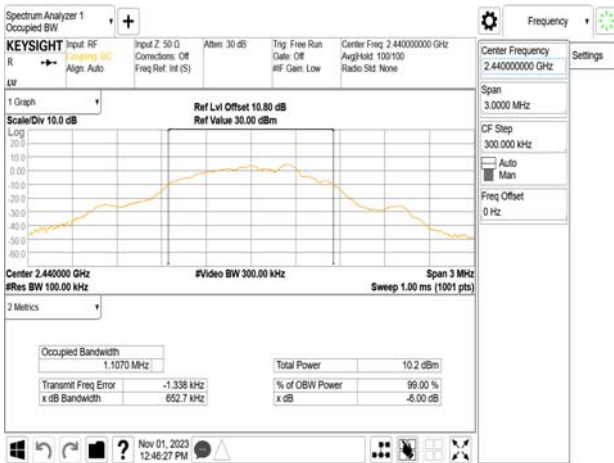 Spectrum Analyzer 1
Occupied BW
+
Frequency
KEYSIGHT
R
Input: RF
Coupling: DC
Align: Auto
Input Z: 50 Ω
Corrections: Off
Freq Ref: Int (S)
Atten: 30 dB
Trig: Free Run
Gate: Off
#IF Gain: Low
Center Freq: 2.440000000 GHz
Avg|Hold: 100/100
Radio Std: None
Center Frequency
2.440000000 GHz
Settings
Span
3.0000 MHz
CF Step
300.000 kHz
Auto
Man
Freq Offset
0 Hz
1 Graph
Scale/Div 10.0 dB
Ref Lvl Offset 10.80 dB
Ref Value 30.00 dBm
Log
20.0
10.0
0.00
-10.0
-20.0
-30.0
-40.0
-50.0
-60.0
Center 2.440000 GHz
#Video BW 300.00 kHz
Span 3 MHz
#Res BW 100.00 kHz
Sweep 1.00 ms (1001 pts)
2 Metrics
Occupied Bandwidth
1.1070 MHz
Total Power 10.2 dBm
Transmit Freq Error -1.338 kHz
% of OBW Power 99.00 %
x dB Bandwidth 652.7 kHz
x dB -6.00 dB
?
Nov 01, 2023
12:46:27 PM